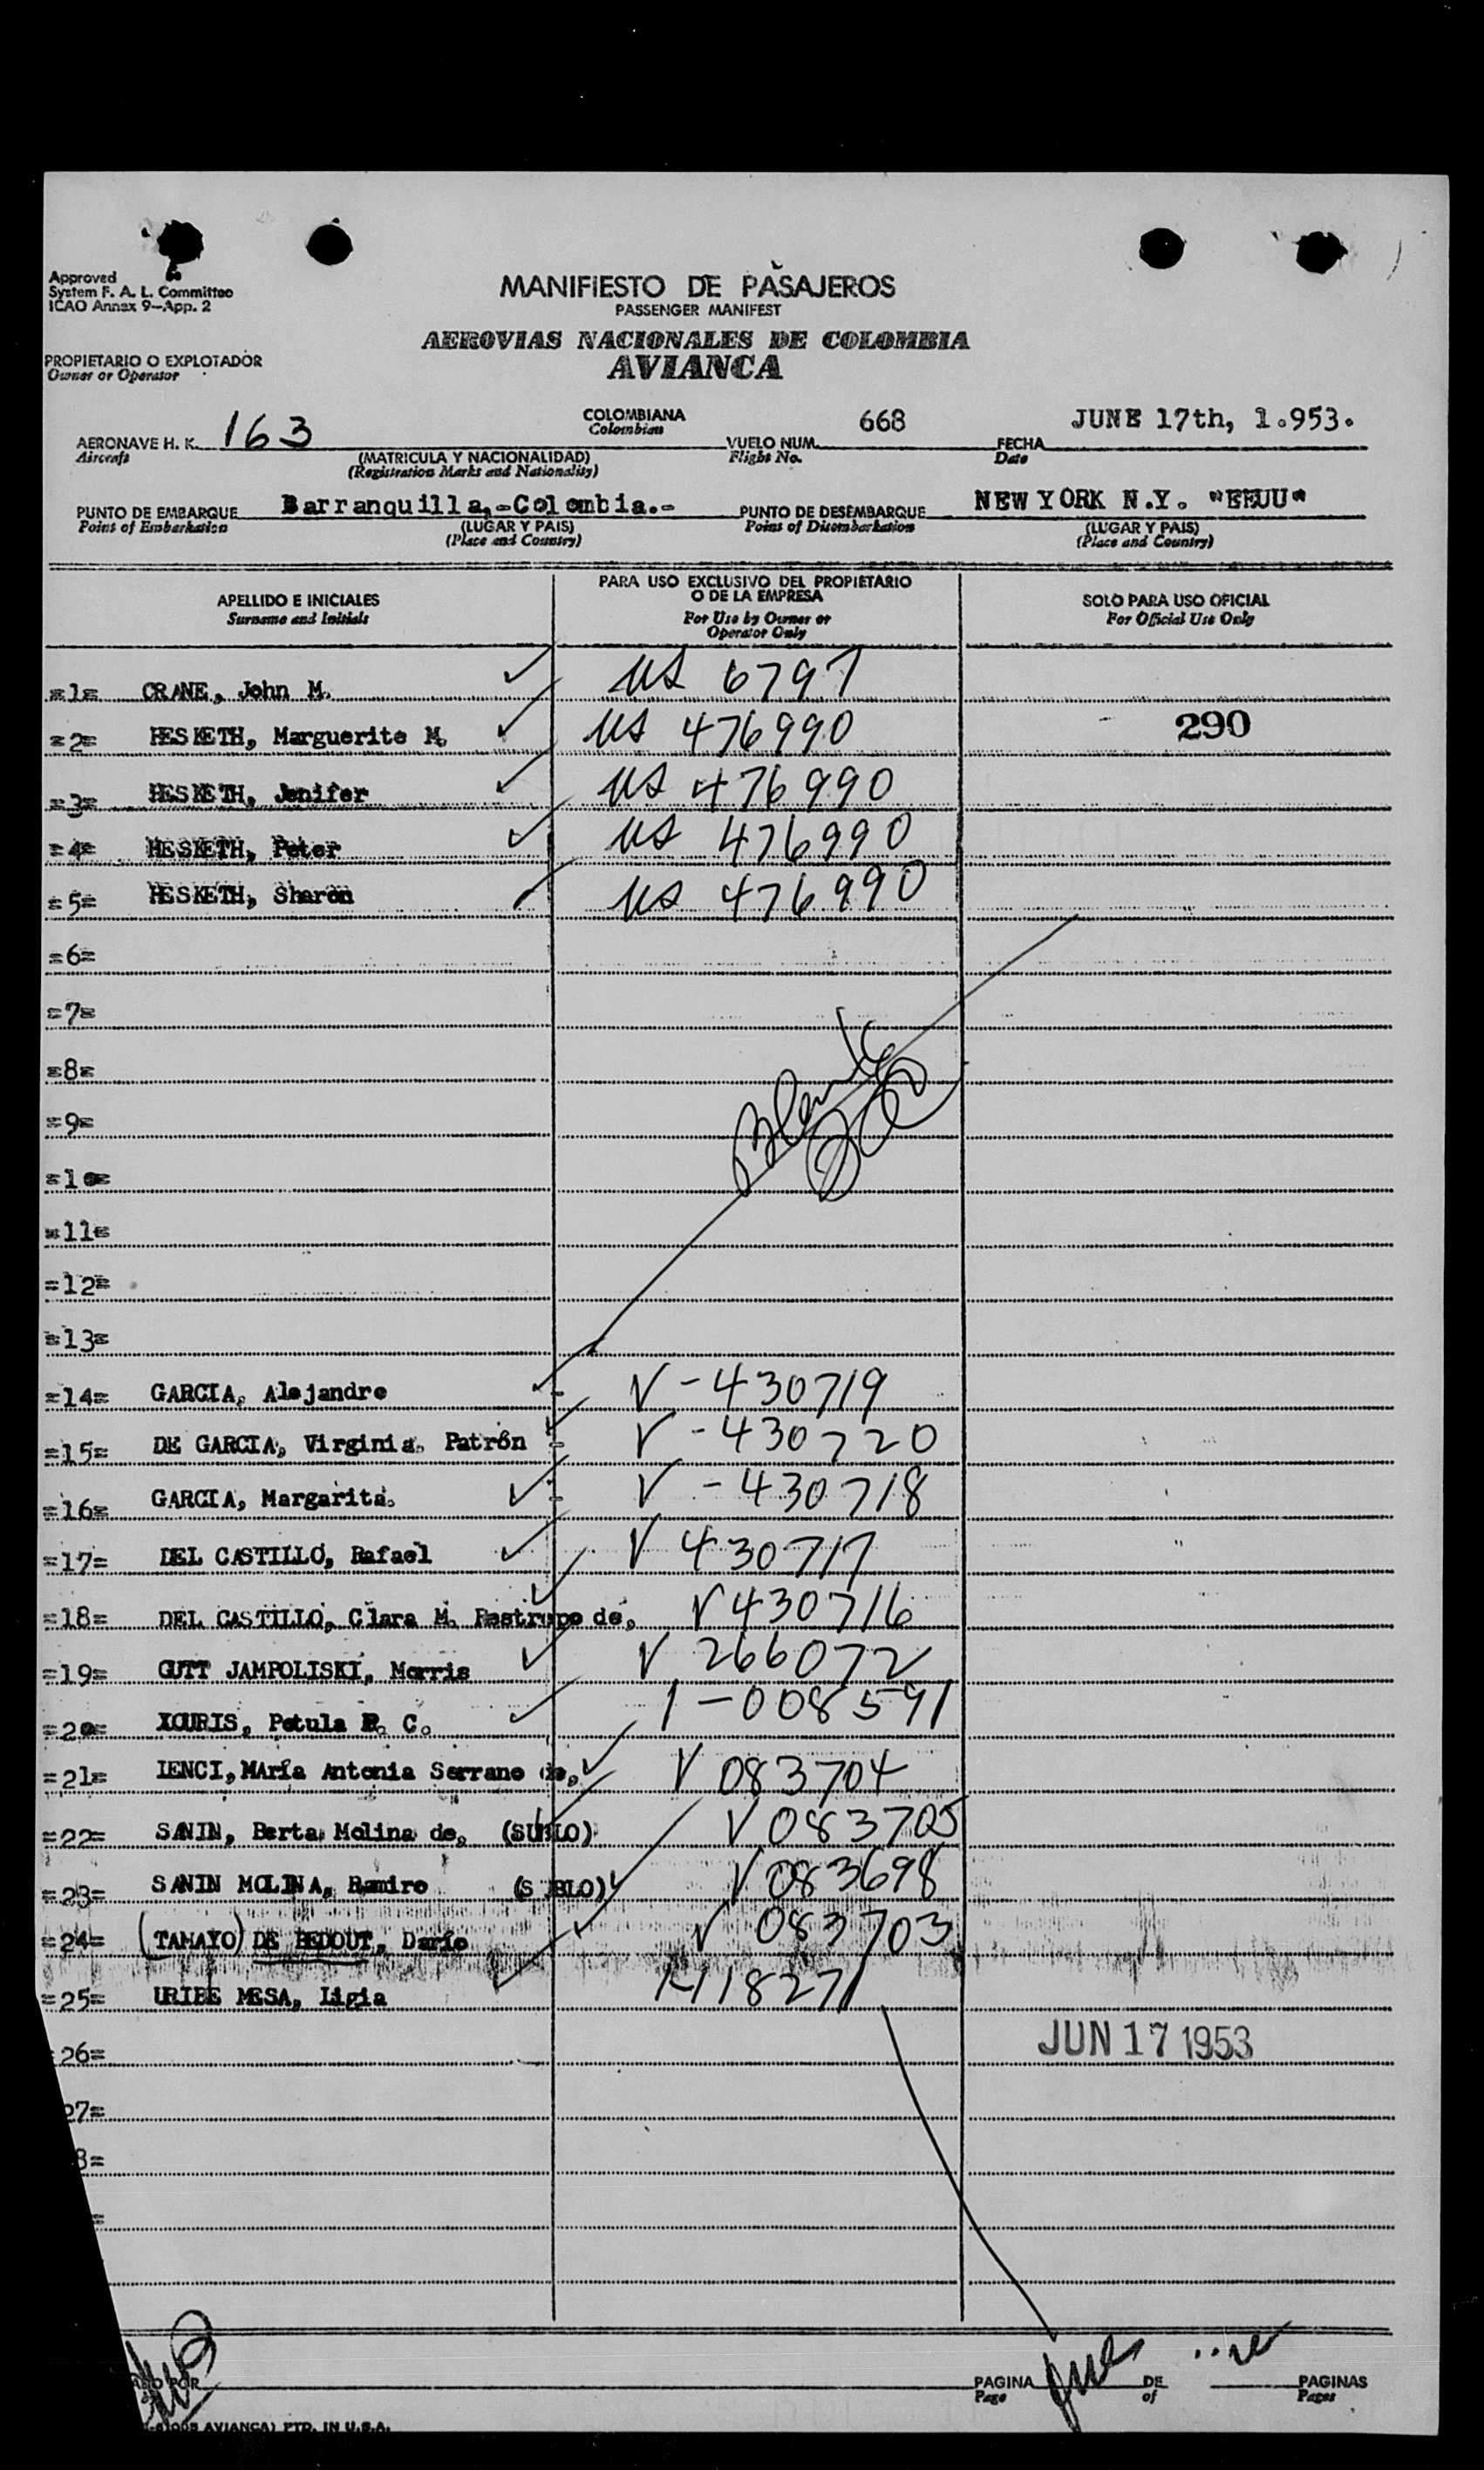 Approved
System F. A. L. Committee
ICAO Annex 9—App. 2
MANIFIESTO DE PASAJEROS
PASSENGER MANIFEST
AEROVIAS NACIONALES DE COLOMBIA
AVIANCA
PROPIETARIO O EXPLOTADOR
Owner or Operator
AERONAVE H. K. 163 COLOMBIANA VUELO NUM. 668 FECHA JUNE 17th, 1.953.
Aircraft (MATRICULA Y NACIONALIDAD) Colombian Flight No. Date
(Registration Marks and Nationality)
PUNTO DE EMBARQUE Barranquilla,-Colombia.- PUNTO DE DESEMBARQUE NEW YORK N.Y. "EEUU"
Point of Embarkation (LUGAR Y PAIS) Point of Disembarkation (LUGAR Y PAIS)
(Place and Country) (Place and Country)
APELLIDO E INICIALES PARA USO EXCLUSIVO DEL PROPIETARIO O DE LA EMPRESA SOLO PARA USO OFICIAL
Surname and Initials For Use by Owner or Operator Only For Official Use Only
=1= CRANE, John M. US 6797
=2= HESKETH, Marguerite M. US 476990 290
=3= HESKETH, Jenifer US 476990
=4= HESKETH, Peter US 476990
=5= HESKETH, Sharon US 476990
=6=
=7=
=8=
=9=
=10=
=11=
=12=
=13=
=14= GARCIA, Alejandro V-430719
=15= DE GARCIA, Virginia Patrón V-430720
=16= GARCIA, Margarita. V-430718
=17= DEL CASTILLO, Rafael V 430717
=18= DEL CASTILLO, Clara M. Restrepo de, V430716
=19= GUTT JAMPOLISKI, Morris V 266072
=20= XOURIS, Petula P. C. 1-008591
=21= IENCI, MAría Antonia Serrano de, V 083704
=22= SANIN, Berta Molina de, (SUBLO) V 083705
=23= SANIN MOLINA, Ramiro (SUBLO) V 083698
=24= (TAMAYO) DE BEDOUT, Darío V 083703
=25= URIBE MESA, Ligia 1-118271
26=
JUN 17 1953
27=
8=
=
PAGINA DE PAGINAS
Page of Pages
AVIANCA) PTD. IN U.S.A.